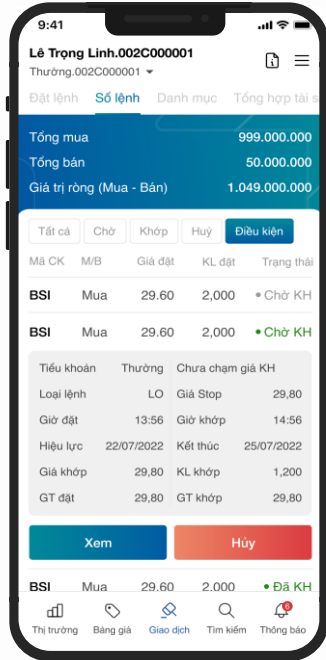 9:41
Lê Trọng Linh.002C000001
Thường.002C000001
Đặt lệnh Sổ lệnh Danh mục Tổng hợp tài s
Tổng mua 999.000.000
Tổng bán 50.000.000
Giá trị ròng (Mua - Bán) 1.049.000.000
Tất cả Chờ Khớp Huỷ Điều kiện
Mã CK M/B Giá đặt KL đặt Trạng thái
BSI Mua 29.60 2,000 • Chờ KH
BSI Mua 29.60 2,000 • Chờ KH
Tiểu khoản Thường Chưa chạm giá KH
Loại lệnh LO Giá Stop 29,80
Giờ đặt 13:56 Giờ khớp 14:56
Hiệu lực 22/07/2022 Kết thúc 25/07/2022
Giá khớp 29,80 KL khớp 1,200
GT đặt 29,80 GT khớp 29,80
Xem Hủy
BSI Mua 29.60 2.000 • Đã KH
6
Thị trường Bảng giá Giao dịch Tìm kiếm Thông báo